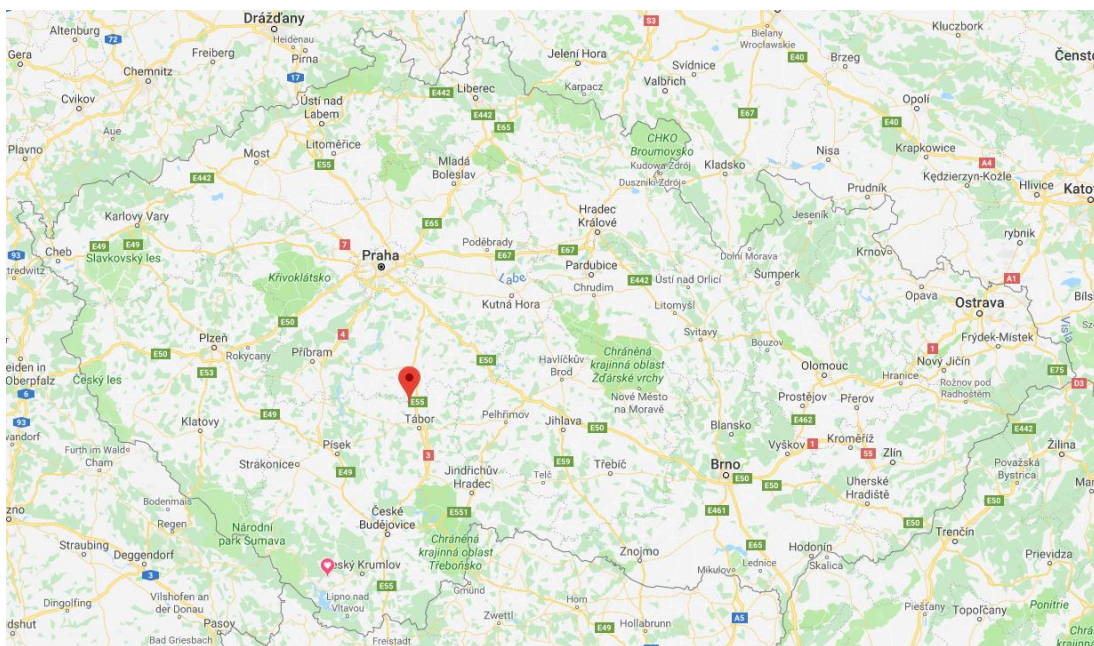 Altenburg
72
Drážďany
Heidenau
Pirna
17
Gera
Freiberg
Chemnitz
Cvikov
Aue
Plavno
Ústí nad
Labem
Litoměřice
E55
Most
E442
E442
Liberec
E65
Jelení Hora
Karpacz
S3
Bielany
Wrocławskie
E40
Svídnice
Valbřich
Brzeg
Kluczbork
Opolí
E67
E40
Krapkowice
A4
Kędzierzyn-Koźle
Hlivice
rybnik
A1
CHKO
Broumovsko
Kudowa Zdrój
Duszniki Zdrój
Kladsko
Nisa
Prudník
Jeseník
Krnov
Dolní Morava
Šumperk
Opava
Ostrava
Visla
Frýdek-Místek
Mladá
Boleslav
E65
Karlovy Vary
93
Cheb
E49
E49
Slavkovský les
7
Praha
Křivoklátsko
Poděbrady
E67
E67
Hradec
Králové
Labe
Pardubice
Chrudim
E442
Ústí nad Orlicí
Kutná Hora
Litomyšl
Svitavy
Bouzov
E50
4
Plzeň
Rokycany
Příbram
E50
E53
Český les
6
93
E50
Havlíčkův
Brod
Chráněná
krajinná oblast
Žďárské vrchy
Nové Město
na Moravě
Olomouc
1
Nový Jičín
Hranice
Rožnov pod
Radhoštěm
E75
D3
Prostějov
Přerov
E462
E442
Žilina
Klatovy
E49
E55
Tábor
Pelhřimov
Jihlava
E50
Blansko
Vyškov
1
Kroměříž
55
Zlín
Považská
Bystrica
Furth im Wald
Cham
Písek
Strakonice
3
E49
Jindřichův
Hradec
Telč
E59
Třebíč
Brno
E50
E50
Uherské
Hradiště
E50
E50
Bodenmais
Regen
Národní
park Šumava
České
Budějovice
E551
Chráněná
krajinná oblast
Třeboňsko
E461
Trenčín
Straubing
Deggendorf
3
E55
Lipno nad
Vltavou
Gmünd
Znojmo
E65
Mikulov
Lednice
Hodonín
Skalica
Prievidza
Dingolfing
Vilshofen an
der Donau
Pasov
Bad Griesbach
Freistadt
Zwettl
Horn
E49
Hollabrunn
A5
Piešťany
Topoľčany
Ponitrie